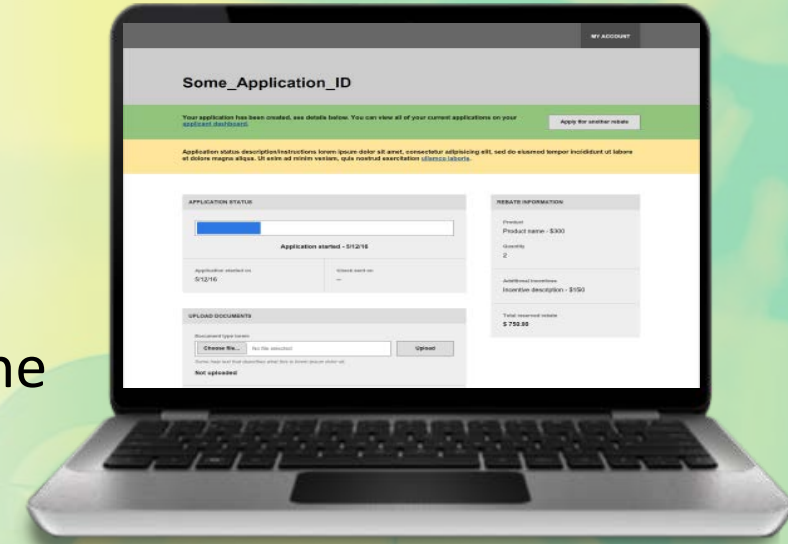 MY ACCOUNT
Some_Application_ID
Your application has been created, see details below. You can view all of your current applications on your
applicant dashboard.
Apply for another rebate
Application status description/instructions lorem ipsum dolor sit amet, consectetur adipisicing elit, sed do eiusmod tempor incididunt ut labore
et dolore magna aliqua. Ut enim ad minim veniam, quis nostrud exercitation ullamco laboris.
APPLICATION STATUS
Application started - 5/12/16
Application started on
5/12/16
--
UPLOAD DOCUMENTS
Document type name
Choose file...
No file selected
Upload
Not uploaded
REBATE INFORMATION
Product
Product name - $300
Quantity
2
Additional incentives
Incentive description - $150
Total reserved rebate
$ 750.00
ne